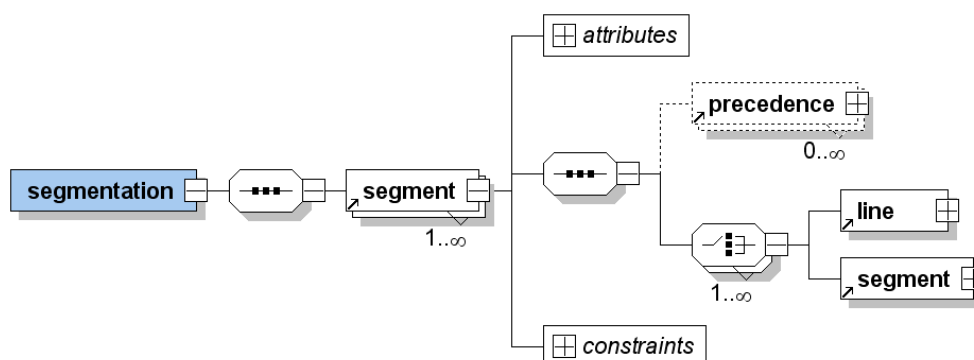 attributes
precedence
0..∞
segmentation
segment
1..∞
line
segment
1..∞
constraints